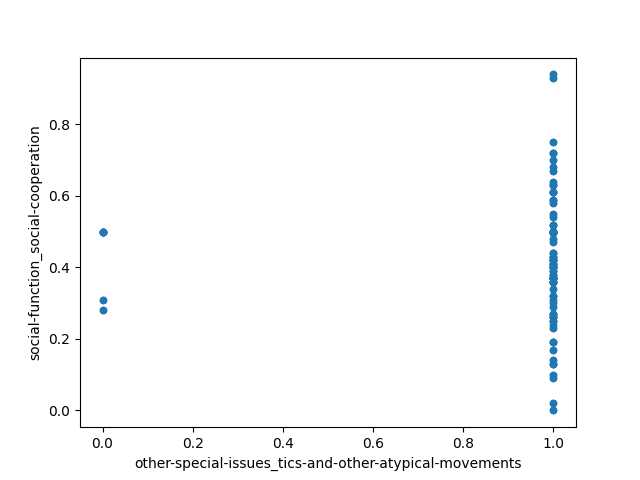 social-function_social-cooperation
0.8
0.6
0.4
0.2
0.0
0.0 0.2 0.4 0.6 0.8 1.0
other-special-issues_tics-and-other-atypical-movements